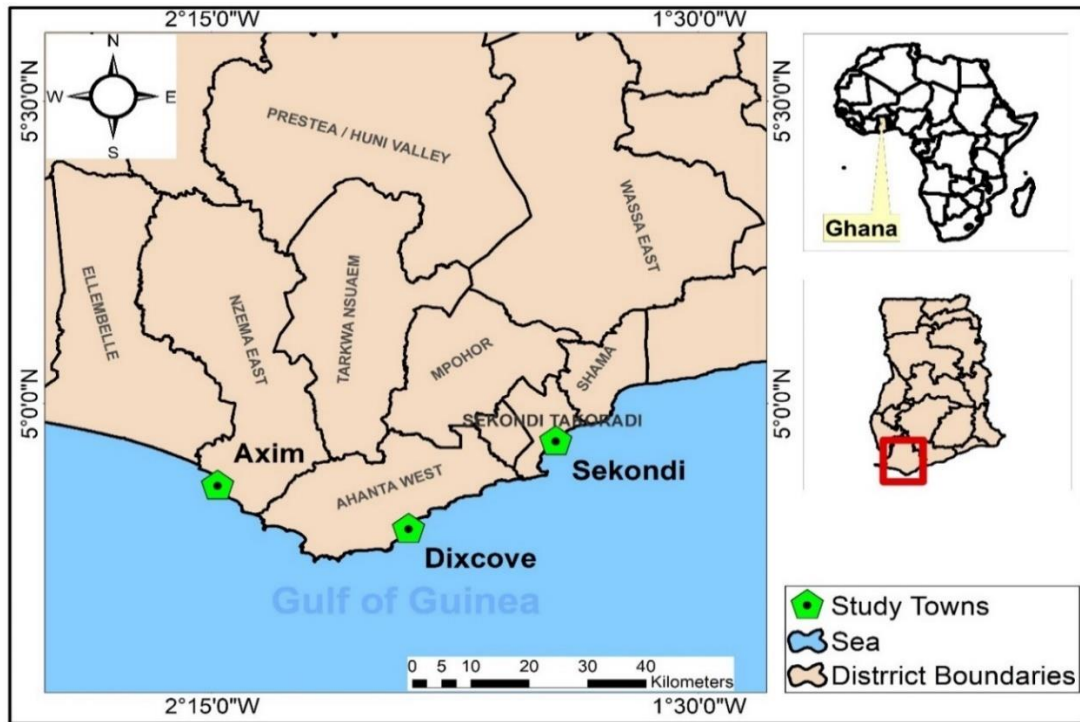 2°15'0"W
1°30'0"W
N
W
E
S
5°30'0"N
5°30'0"N
PRESTEA / HUNI VALLEY
WASSA EAST
ELLEMBELLE
NZEMA EAST
TARKWA NSUAEM
MPOHOR
SHAMA
SEKONDI TAKORADI
5°0'0"N
5°0'0"N
Axim
AHANTA WEST
Sekondi
Dixcove
Gulf of Guinea
0 5 10 20 30 40
Kilometers
2°15'0"W
1°30'0"W
Ghana
Study Towns
Sea
Distrrict Boundaries